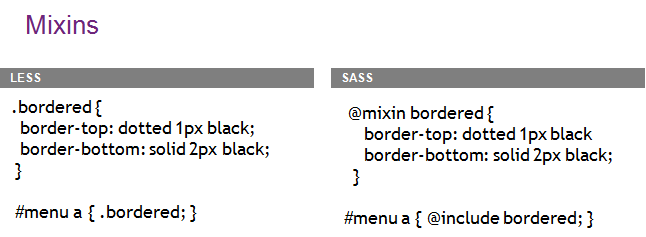 Mixins
LESS
.bordered {
border-top: dotted 1px black;
border-bottom: solid 2px black;
}
#menu a { .bordered; }
SASS
@mixin bordered {
border-top: dotted 1px black
border-bottom: solid 2px black;
}
#menu a { @include bordered; }